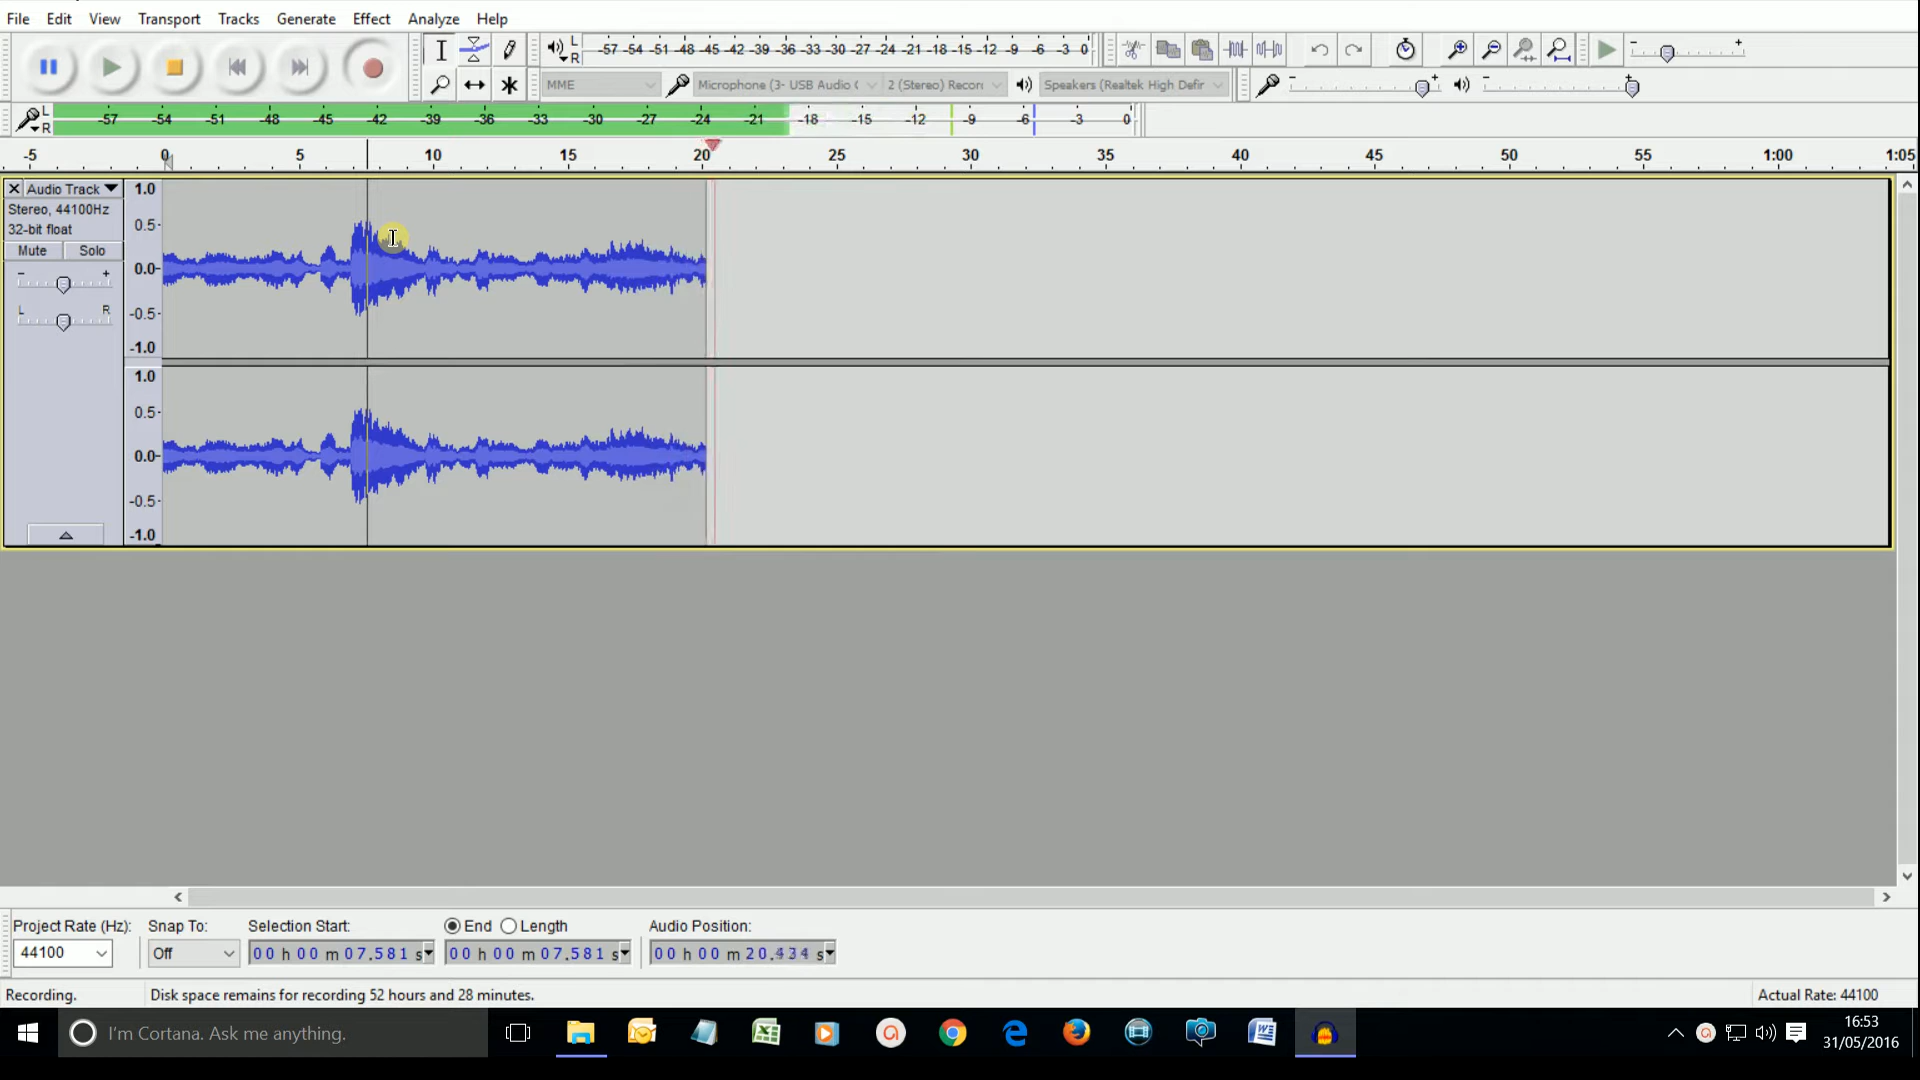 File Edit View Transport Tracks Generate Effect Analyze Help
L
R
-57 -54 -51 -48 -45 -42 -39 -36 -33 -30 -27 -24 -21 -18 -15 -12 -9 -6 -3 0
MME
Microphone (3- USB Audio (
2 (Stereo) Recor
Speakers (Realtek High Defir
L
R
-57 -54 -51 -48 -45 -42 -39 -36 -33 -30 -27 -24 -21 -18 -15 -12 -9 -6 -3 0
-5 0 5 10 15 20 25 30 35 40 45 50 55 1:00 1:05
Audio Track
Stereo, 44100Hz
32-bit float
Mute Solo
- +
L R
1.0
0.5
0.0
-0.5
-1.0
1.0
0.5
0.0
-0.5
-1.0
Project Rate (Hz): Snap To: Selection Start: End Length Audio Position:
44100 Off 00 h 00 m 07.581 s 00 h 00 m 07.581 s 00 h 00 m 20.434 s
Recording. Disk space remains for recording 52 hours and 28 minutes. Actual Rate: 44100
I'm Cortana. Ask me anything.
16:53
31/05/2016